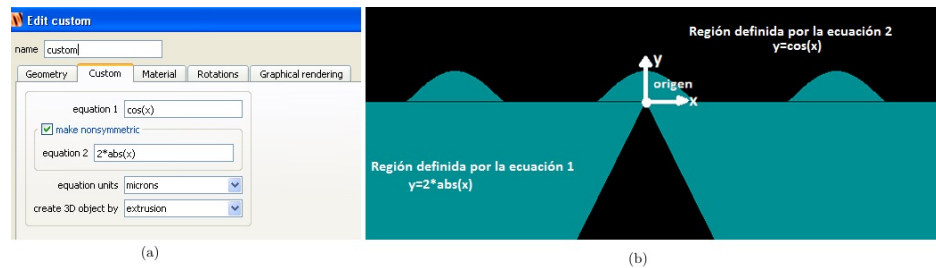 Edit custom
name custom
Geometry Custom Material Rotations Graphical rendering
equation 1 cos(x)
make nonsymmetric
equation 2 2*abs(x)
equation units microns
create 3D object by extrusion
(a)
Región definida por la ecuación 2
y=cos(x)
y
origen
x
Región definida por la ecuación 1
y=2*abs(x)
(b)